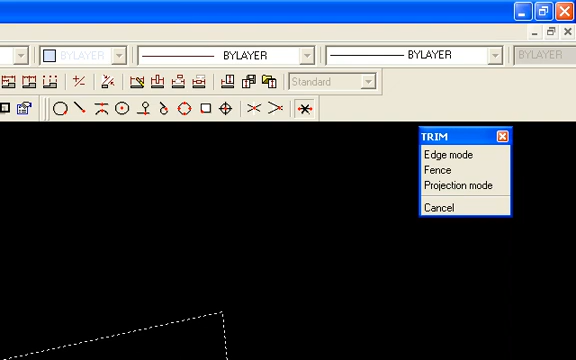 BYLAYER BYLAYER BYLAYER BYLAYER
Standard
TRIM
Edge mode
Fence
Projection mode
Cancel